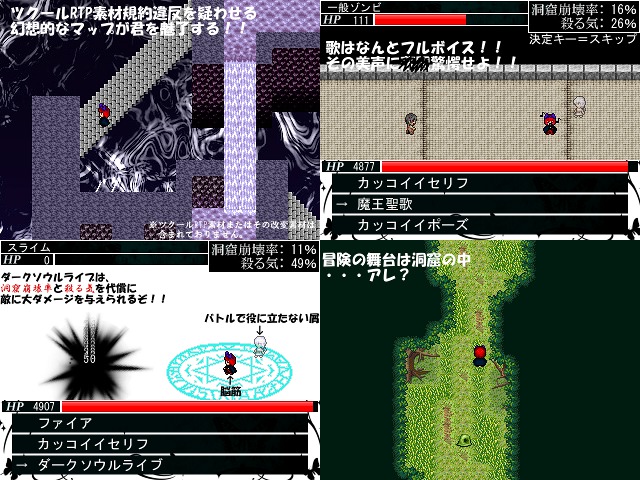 ツクールRTP素材規約違反を疑わせる
幻想的なマップが君を魅了する！！
※ツクールRTP素材またはその改変素材は
含まれておりません。
一般ゾンビ
HP 111
洞窟崩壊率: 16%
殺る気: 26%
決定キー=スキップ
歌はなんとフルボイス！！
その美声に驚愕せよ！！
HP 4877
カッコイイセリフ
→ 魔王聖歌
カッコイイポーズ
スライム
HP 0
洞窟崩壊率: 11%
殺る気: 49%
ダークソウルライブは、
洞窟崩壊率と殺る気を代償に
敵に大ダメージを与えられるぞ！！
バトルで役に立たない屑
↓
↑
脳筋
HP 4907
ファイア
カッコイイセリフ
→ ダークソウルライブ
冒険の舞台は洞窟の中
・・・アレ？